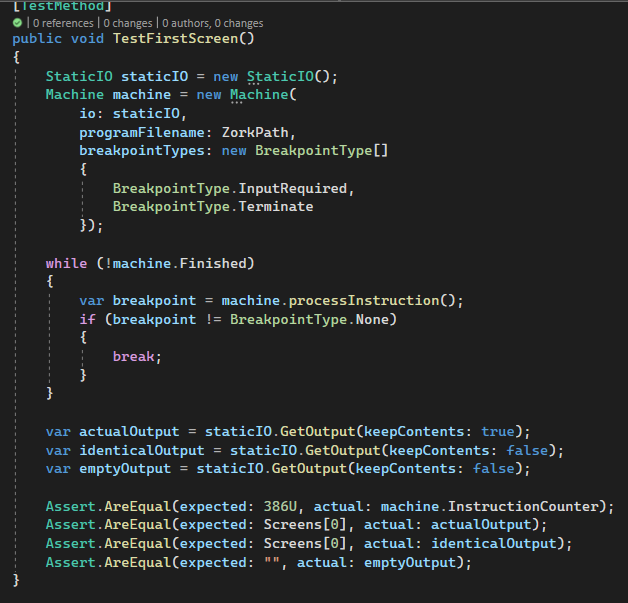 [TestMethod]
| 0 references | 0 changes | 0 authors, 0 changes
public void TestFirstScreen()
{
    StaticIO staticIO = new StaticIO();
    Machine machine = new Machine(
        io: staticIO,
        programFilename: ZorkPath,
        breakpointTypes: new BreakpointType[]
        {
            BreakpointType.InputRequired,
            BreakpointType.Terminate
        });

    while (!machine.Finished)
    {
        var breakpoint = machine.processInstruction();
        if (breakpoint != BreakpointType.None)
        {
            break;
        }
    }

    var actualOutput = staticIO.GetOutput(keepContents: true);
    var identicalOutput = staticIO.GetOutput(keepContents: false);
    var emptyOutput = staticIO.GetOutput(keepContents: false);

    Assert.AreEqual(expected: 386U, actual: machine.InstructionCounter);
    Assert.AreEqual(expected: Screens[0], actual: actualOutput);
    Assert.AreEqual(expected: Screens[0], actual: identicalOutput);
    Assert.AreEqual(expected: "", actual: emptyOutput);
}